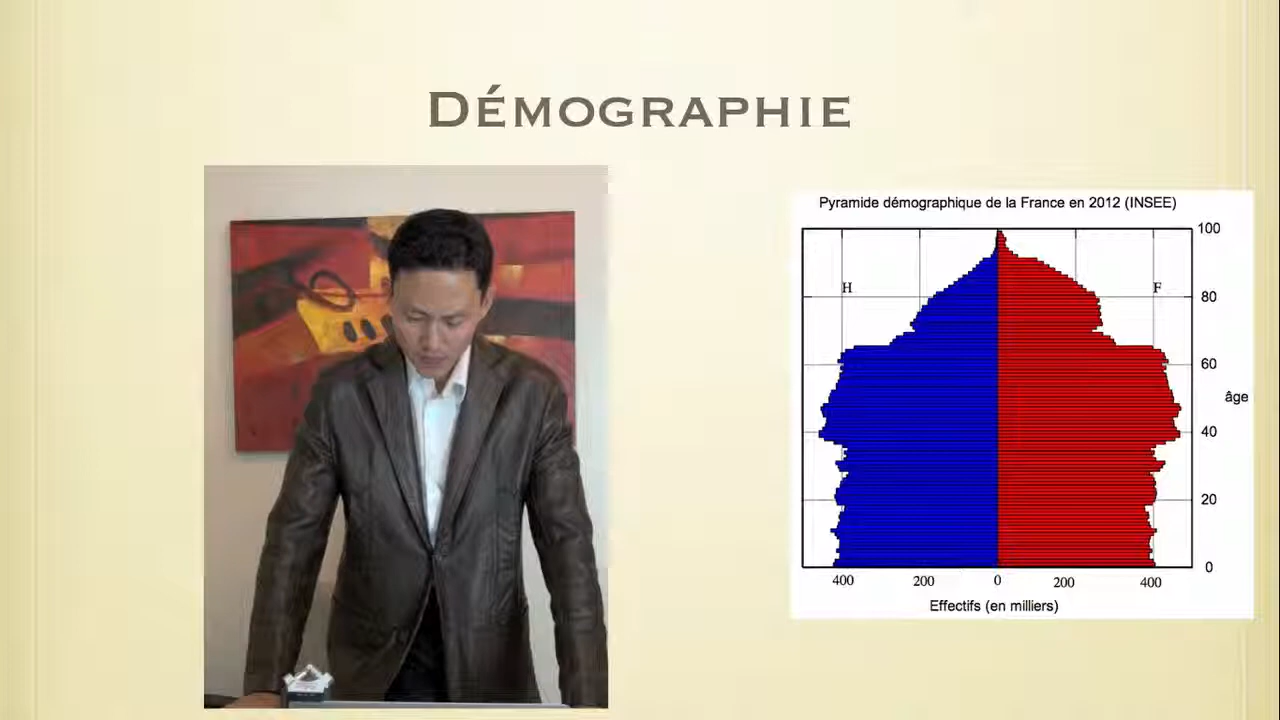 DÉMOGRAPHIE
Pyramide démographique de la France en 2012 (INSEE)
100
H
F
80
60
âge
40
20
0
400 200 0 200 400
Effectifs (en milliers)